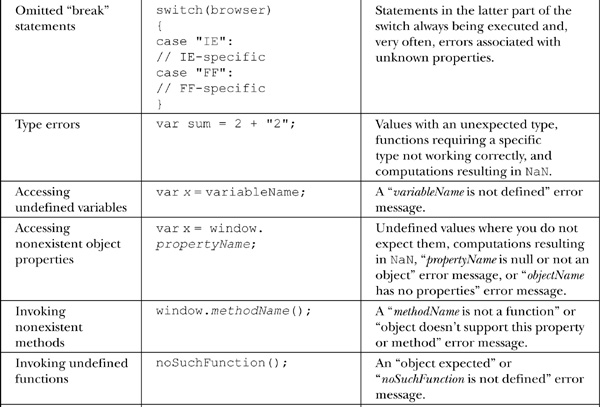 Omitted “break”
statements
switch(browser)
{
case "IE":
// IE-specific
case "FF":
// FF-specific
}
Statements in the latter part of the
switch always being executed and,
very often, errors associated with
unknown properties.
Type errors
var sum = 2 + "2";
Values with an unexpected type,
functions requiring a specific
type not working correctly, and
computations resulting in NaN.
Accessing
undefined variables
var x = variableName;
A “variableName is not defined” error
message.
Accessing
nonexistent object
properties
var x = window.
propertyName;
Undefined values where you do not
expect them, computations resulting
in NaN, “propertyName is null or not an
object” error message, or “objectName
has no properties” error message.
Invoking
nonexistent
methods
window.methodName();
A “methodName is not a function” or
“object doesn’t support this property
or method” error message.
Invoking undefined
functions
noSuchFunction();
An “object expected” or
“noSuchFunction is not defined” error
message.